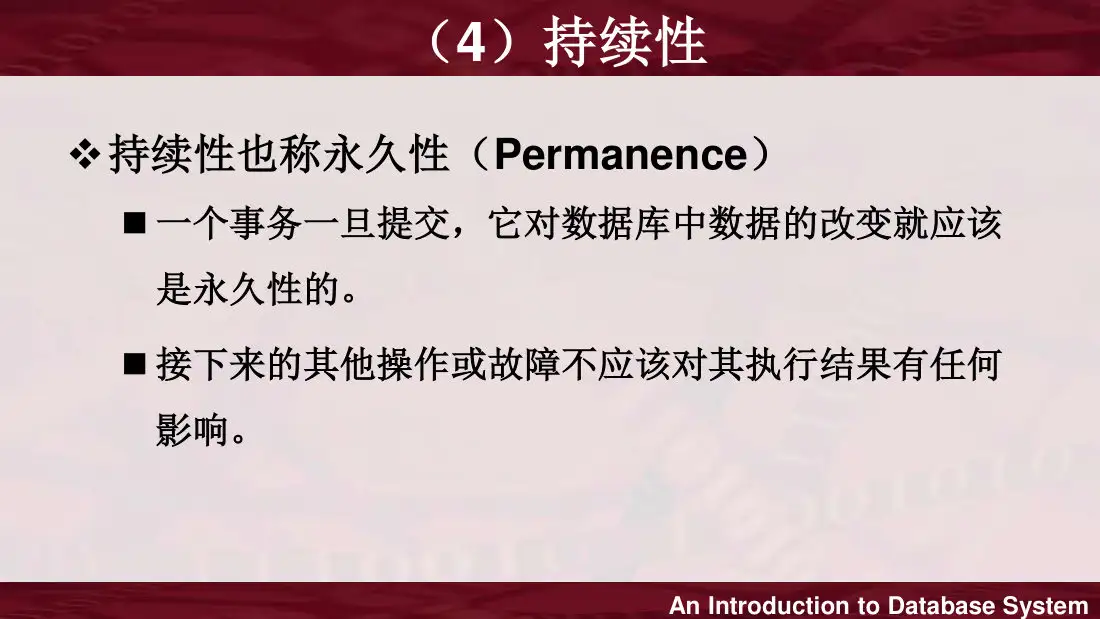 （4）持续性
❖持续性也称永久性（Permanence）
■ 一个事务一旦提交，它对数据库中数据的改变就应该
是永久性的。
■ 接下来的其他操作或故障不应该对其执行结果有任何
影响。
An Introduction to Database System